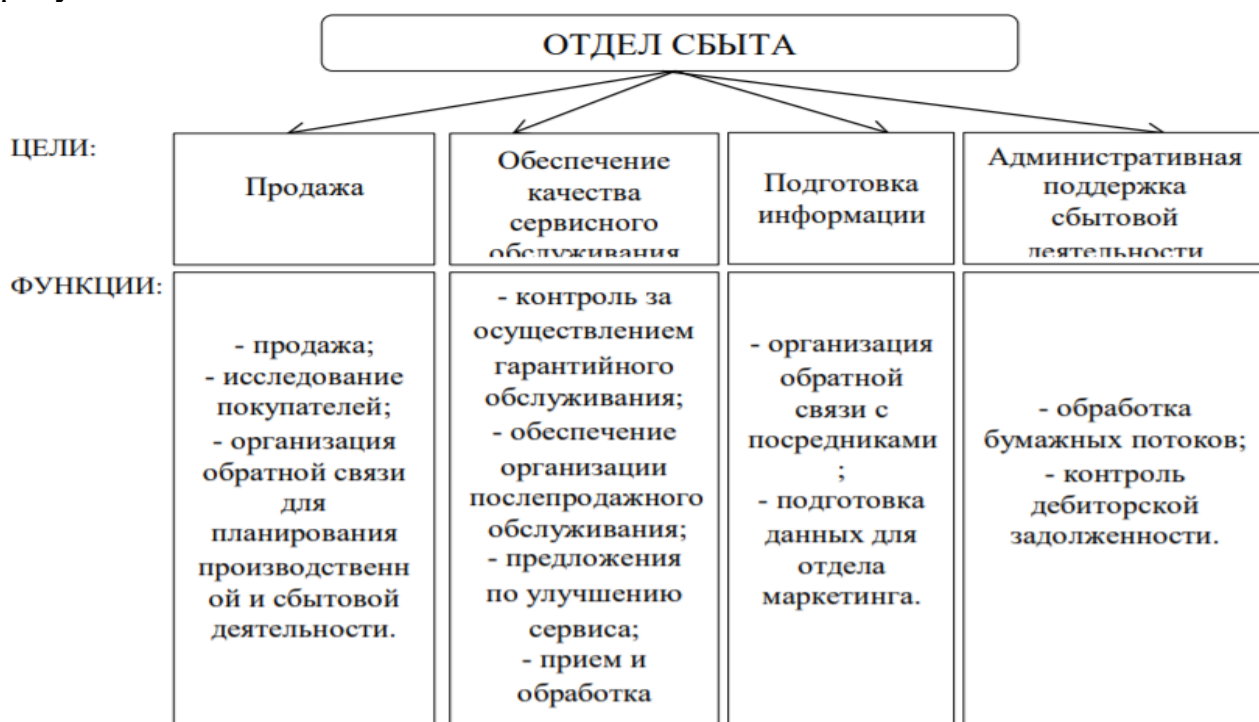 ОТДЕЛ СБЫТА
ЦЕЛИ:
Продажа
Обеспечение
качества
сервисного
обслуживания
Подготовка
информации
Административная
поддержка
сбытовой
деятельности
ФУНКЦИИ:
- продажа;
- исследование
покупателей;
- организация
обратной связи
для
планирования
производственн
ой и сбытовой
деятельности.
- контроль за
осуществлением
гарантийного
обслуживания;
- обеспечение
организации
послепродажного
обслуживания;
- предложения
по улучшению
сервиса;
- прием и
обработка
- организация
обратной
связи с
посредниками
;
- подготовка
данных для
отдела
маркетинга.
- обработка
бумажных потоков;
- контроль
дебиторской
задолженности.